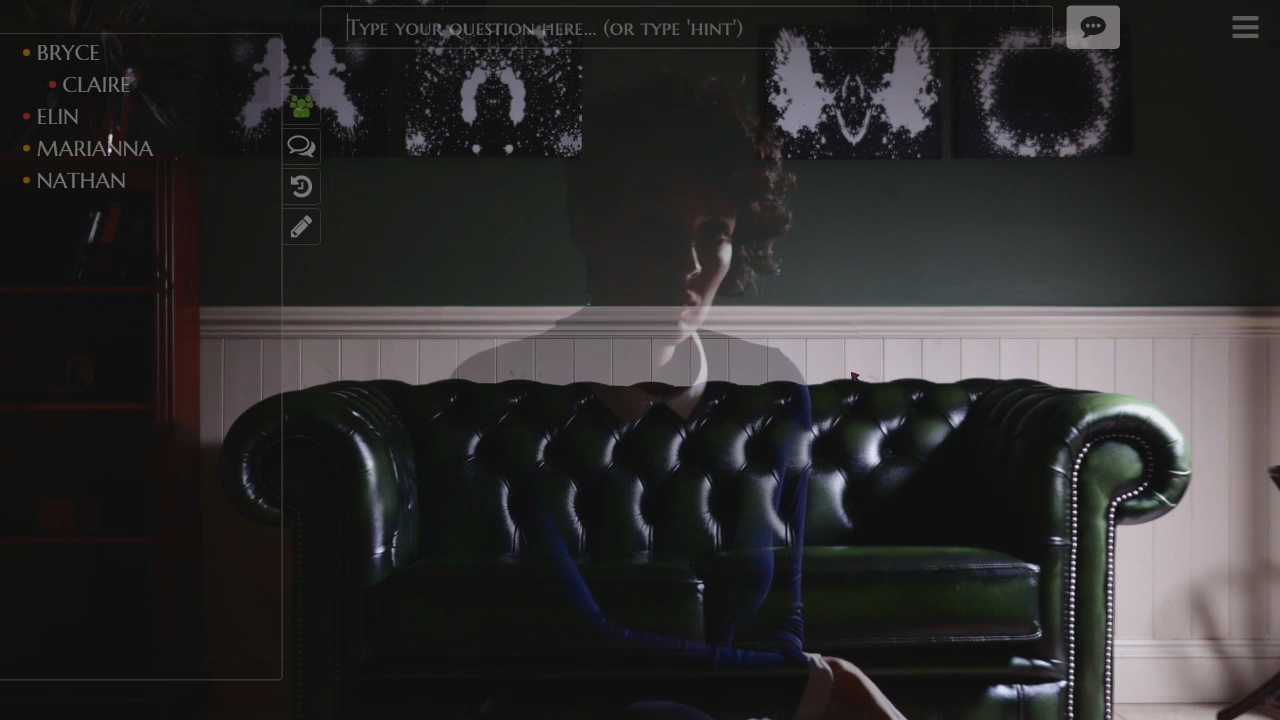 Type your question here... (or type 'hint')
BRYCE
CLAIRE
ELIN
MARIANNA
NATHAN